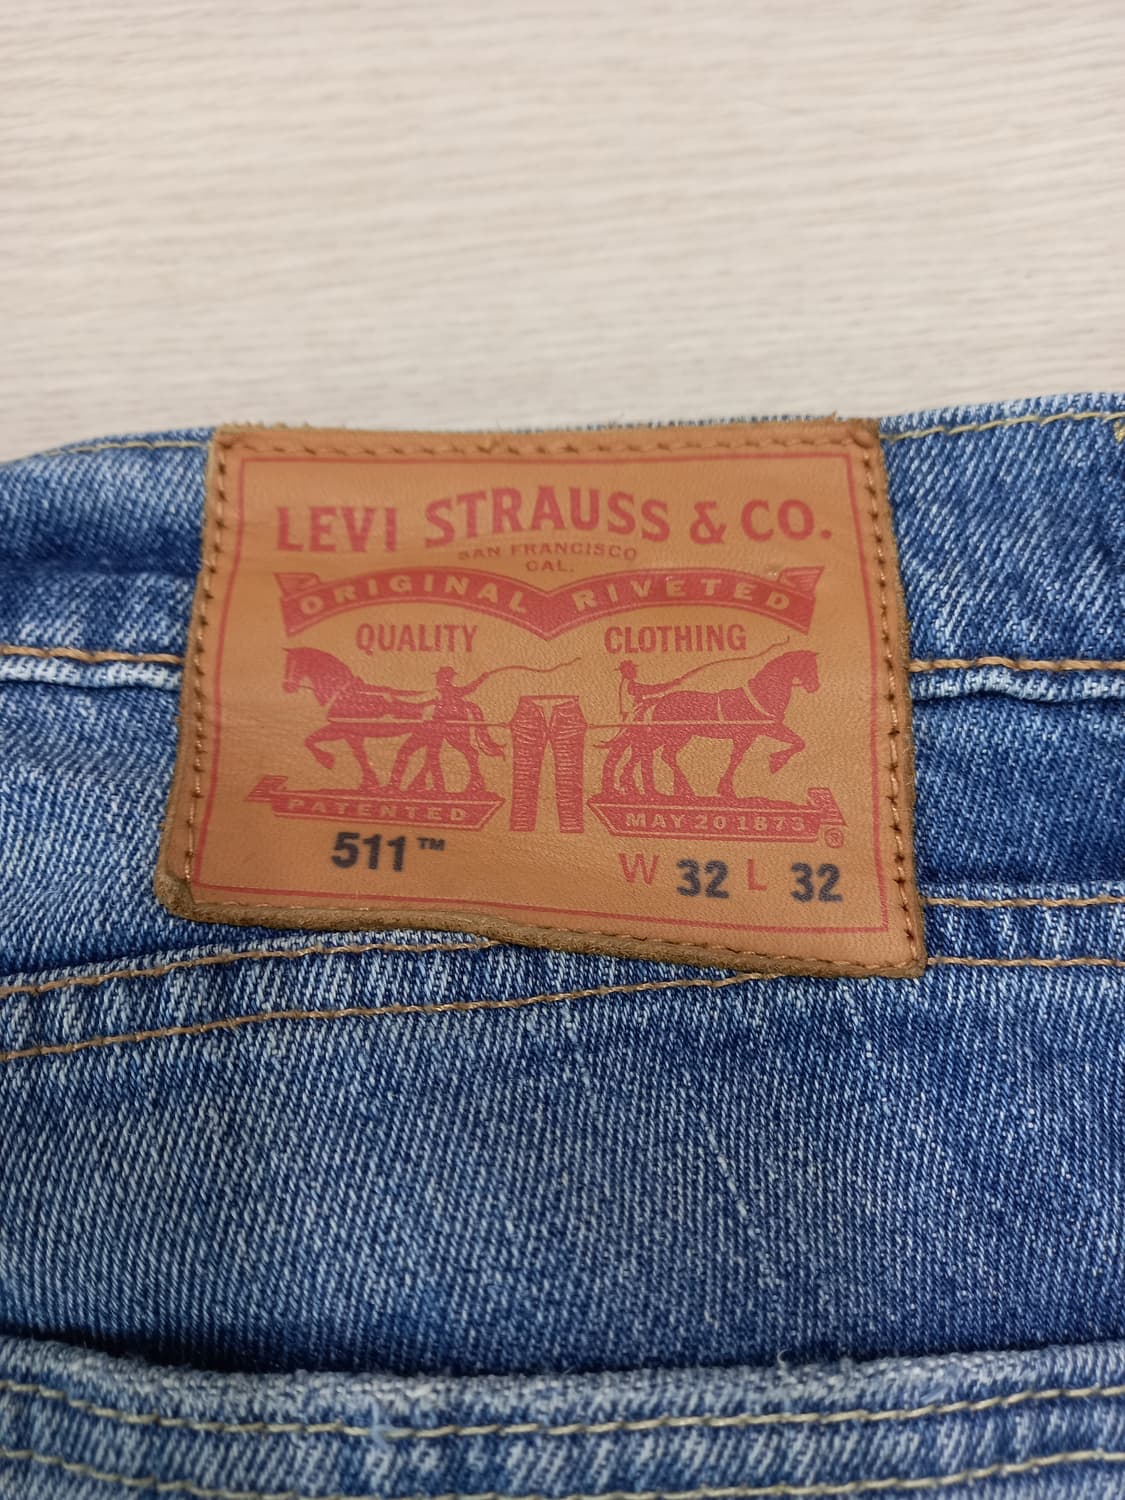 LEVI STRAUSS & CO.
SAN FRANCISCO
CAL.
ORIGINAL RIVETED
QUALITY CLOTHING
PATENTED MAY 20 1873
®
511™ W 32 L 32